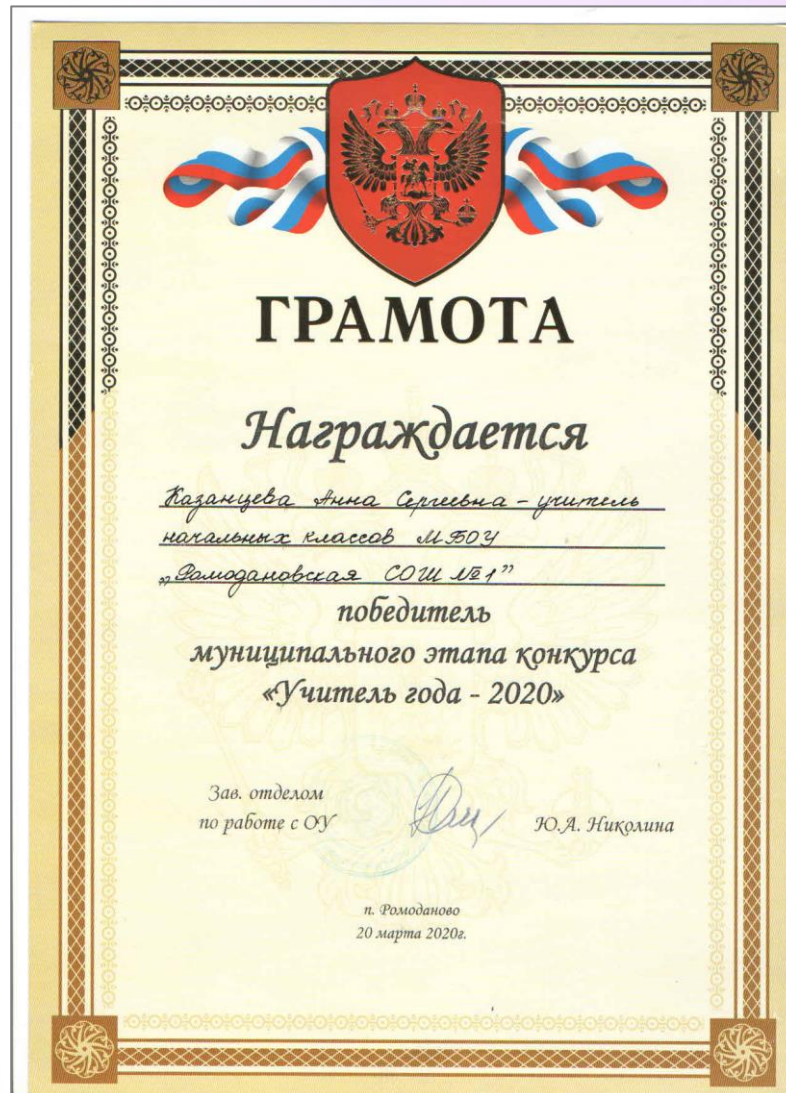 ГРАМОТА
Награждается
Казанцева Анна Сергеевна - учитель
начальных классов МБОУ
„Ромодановская СОШ №1”
победитель
муниципального этапа конкурса
«Учитель года - 2020»
Зав. отделом
по работе с ОУ
Ю.А. Николина
п. Ромоданово
20 марта 2020г.